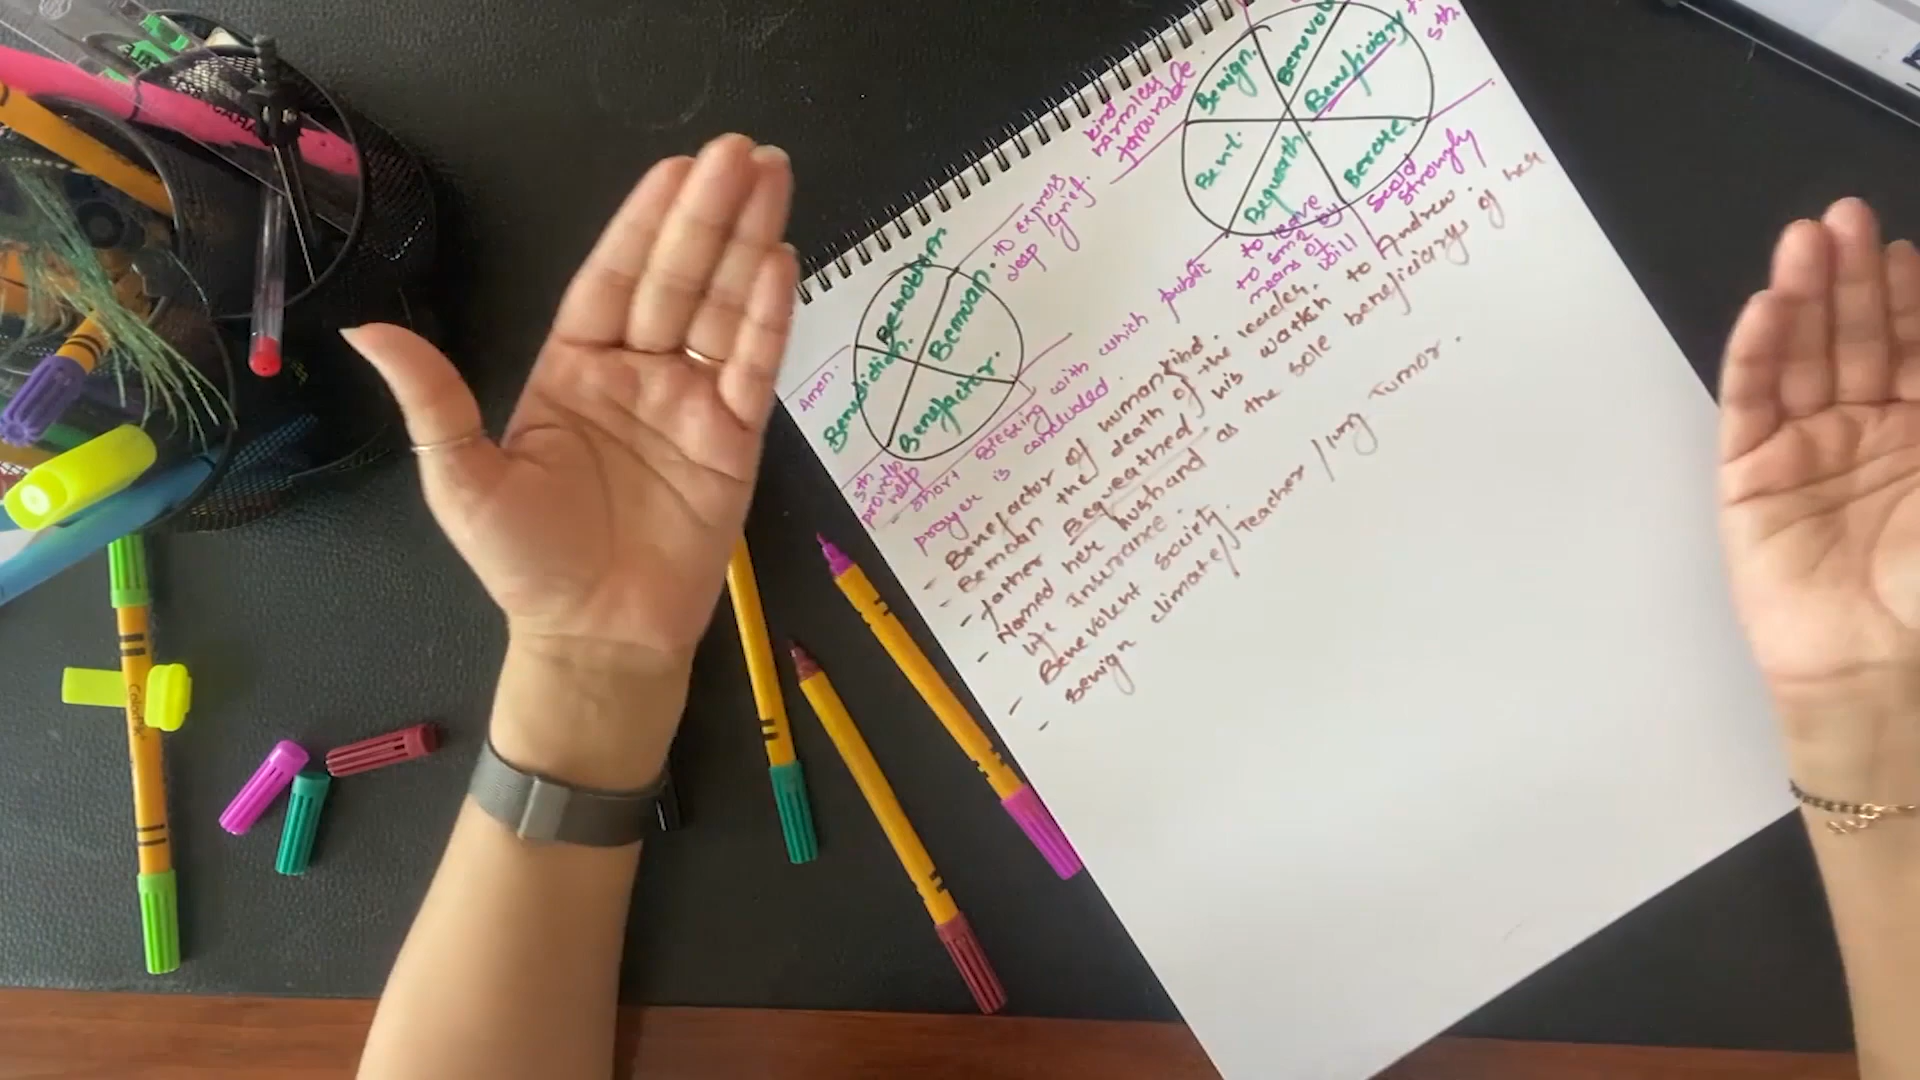 Benign.
Benevol
Beneficiary
Bent.
Bequeath.
Berate.
kind
harmless
favourable
sth
to leave
to sm1 by
means of
will
scold
strongly
Bemoan.
Benediction.
Benefactor.
to express
deep grief.
Amen.
sth
provide
help
short blessing with which public
prayer is concluded.
- Benefactor of humankind.
- Bemoan the death of the leader.
- father Bequeathed his watch to Andrew.
- Named her husband as the sole beneficiary of her
life Insurance.
- Benevolent Society.
- Benign climate/Teacher/lung Tumor.